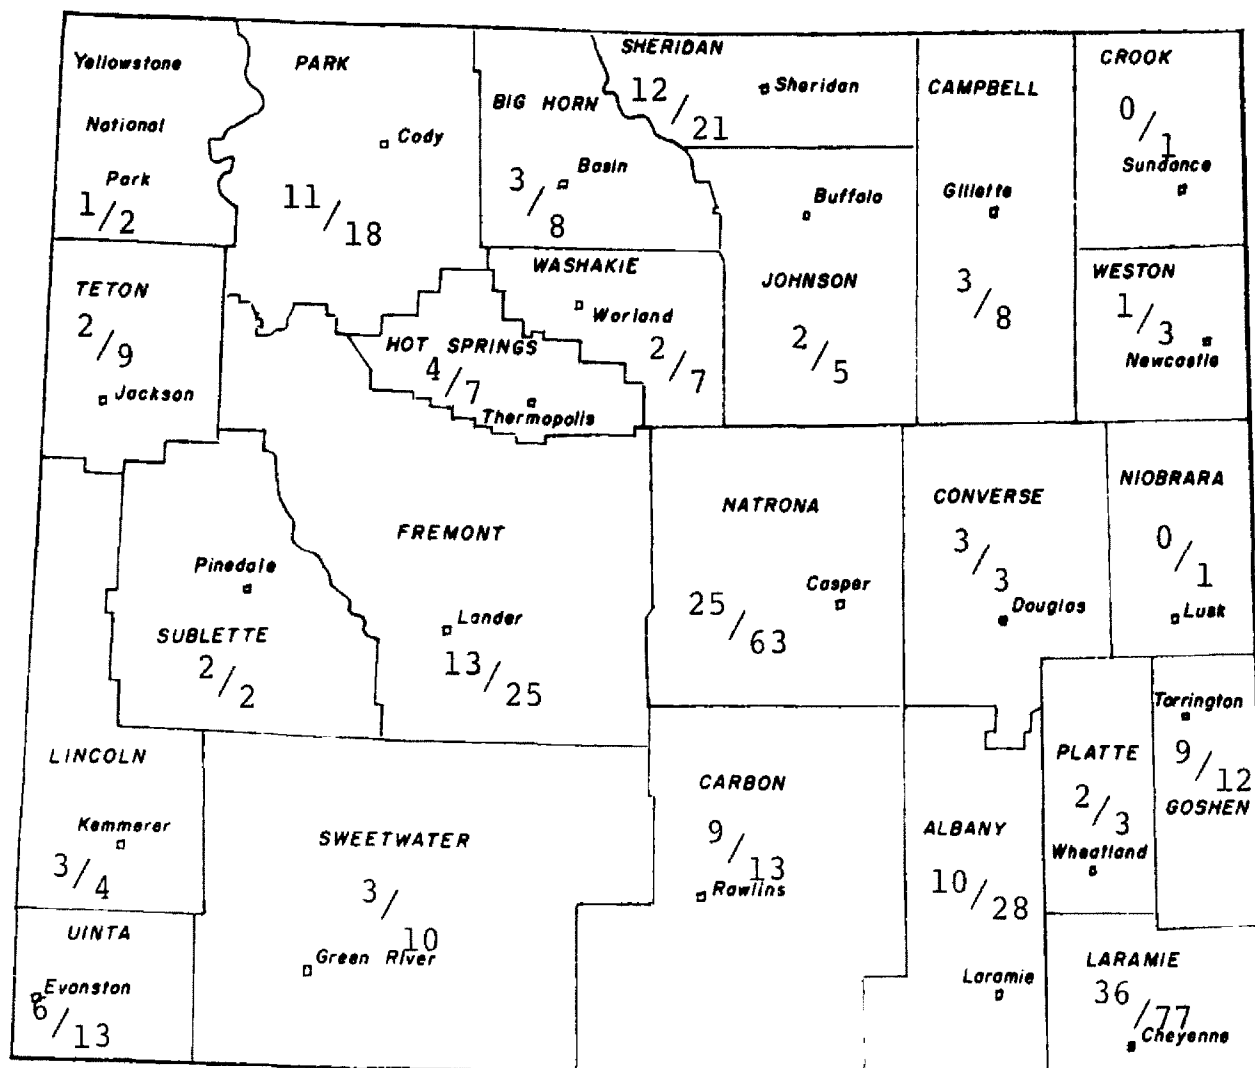 Yellowstone
National
Park
1/2
PARK
Cody
11/18
BIG HORN
Basin
3/8
SHERIDAN
12/21
Sheridan
CAMPBELL
Gillette
3/8
CROOK
0/1
Sundance
TETON
2/9
Jackson
WASHAKIE
Worland
2/7
HOT SPRINGS
4/7
Thermopolis
Buffalo
JOHNSON
2/5
WESTON
1/3
Newcastle
Pinedale
SUBLETTE
2/2
FREMONT
Lander
13/25
NATRONA
Casper
25/63
CONVERSE
3/3
Douglas
NIOBRARA
0/1
Lusk
LINCOLN
Kemmerer
3/4
SWEETWATER
3/10
Green River
CARBON
9/13
Rawlins
ALBANY
10/28
Laramie
PLATTE
2/3
Wheatland
Torrington
9/12
GOSHEN
UINTA
Evanston
6/13
LARAMIE
36/77
Cheyenne